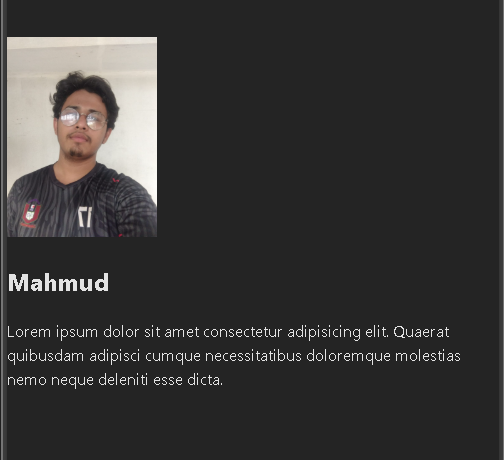 17
Mahmud
Lorem ipsum dolor sit amet consectetur adipisicing elit. Quaerat
quibusdam adipisci cumque necessitatibus doloremque molestias
nemo neque deleniti esse dicta.